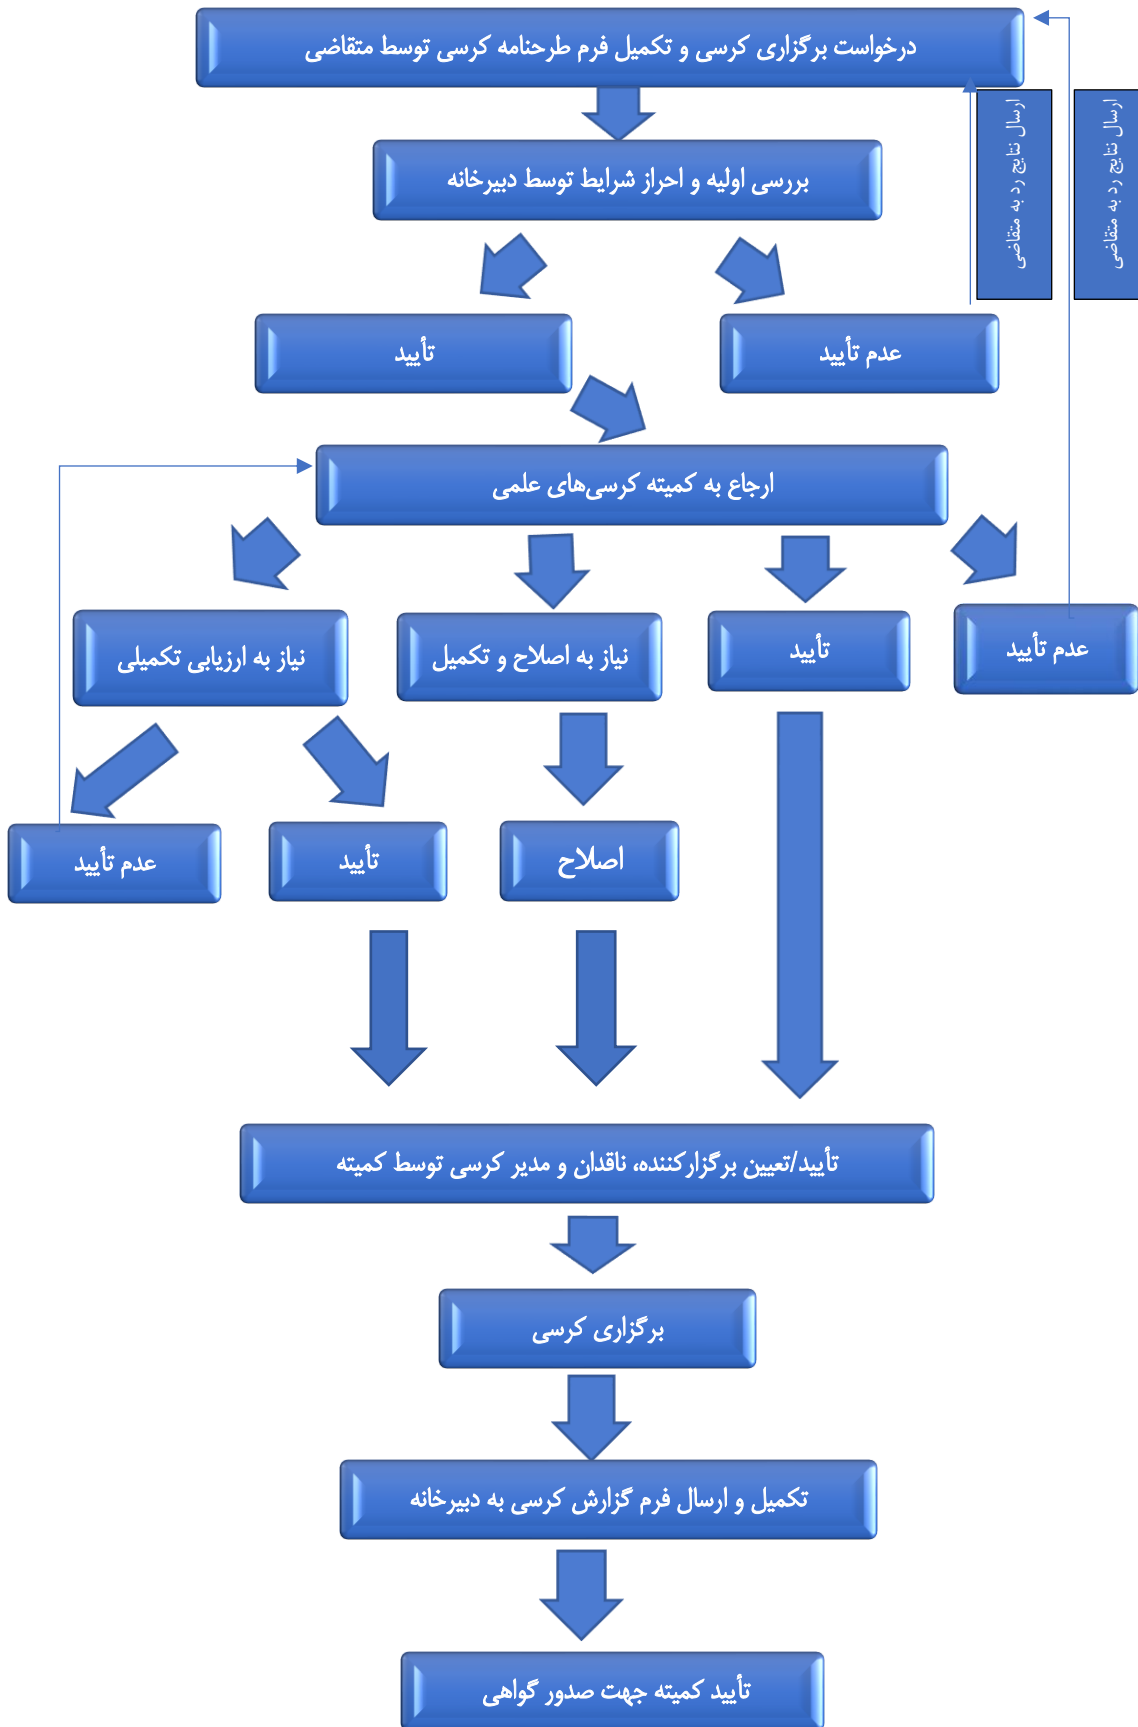 درخواست برگزاری کرسی و تکمیل فرم طرحنامه کرسی توسط متقاضی
ارسال نتایج رد به متقاضی
ارسال نتایج رد به متقاضی
بررسی اولیه و احراز شرایط توسط دبیرخانه
عدم تأیید
تأیید
ارجاع به کمیته کرسی‌های علمی
عدم تأیید
تأیید
نیاز به اصلاح و تکمیل
نیاز به ارزیابی تکمیلی
اصلاح
تأیید
عدم تأیید
تأیید/تعیین برگزارکننده، ناقدان و مدیر کرسی توسط کمیته
برگزاری کرسی
تکمیل و ارسال فرم گزارش کرسی به دبیرخانه
تأیید کمیته جهت صدور گواهی